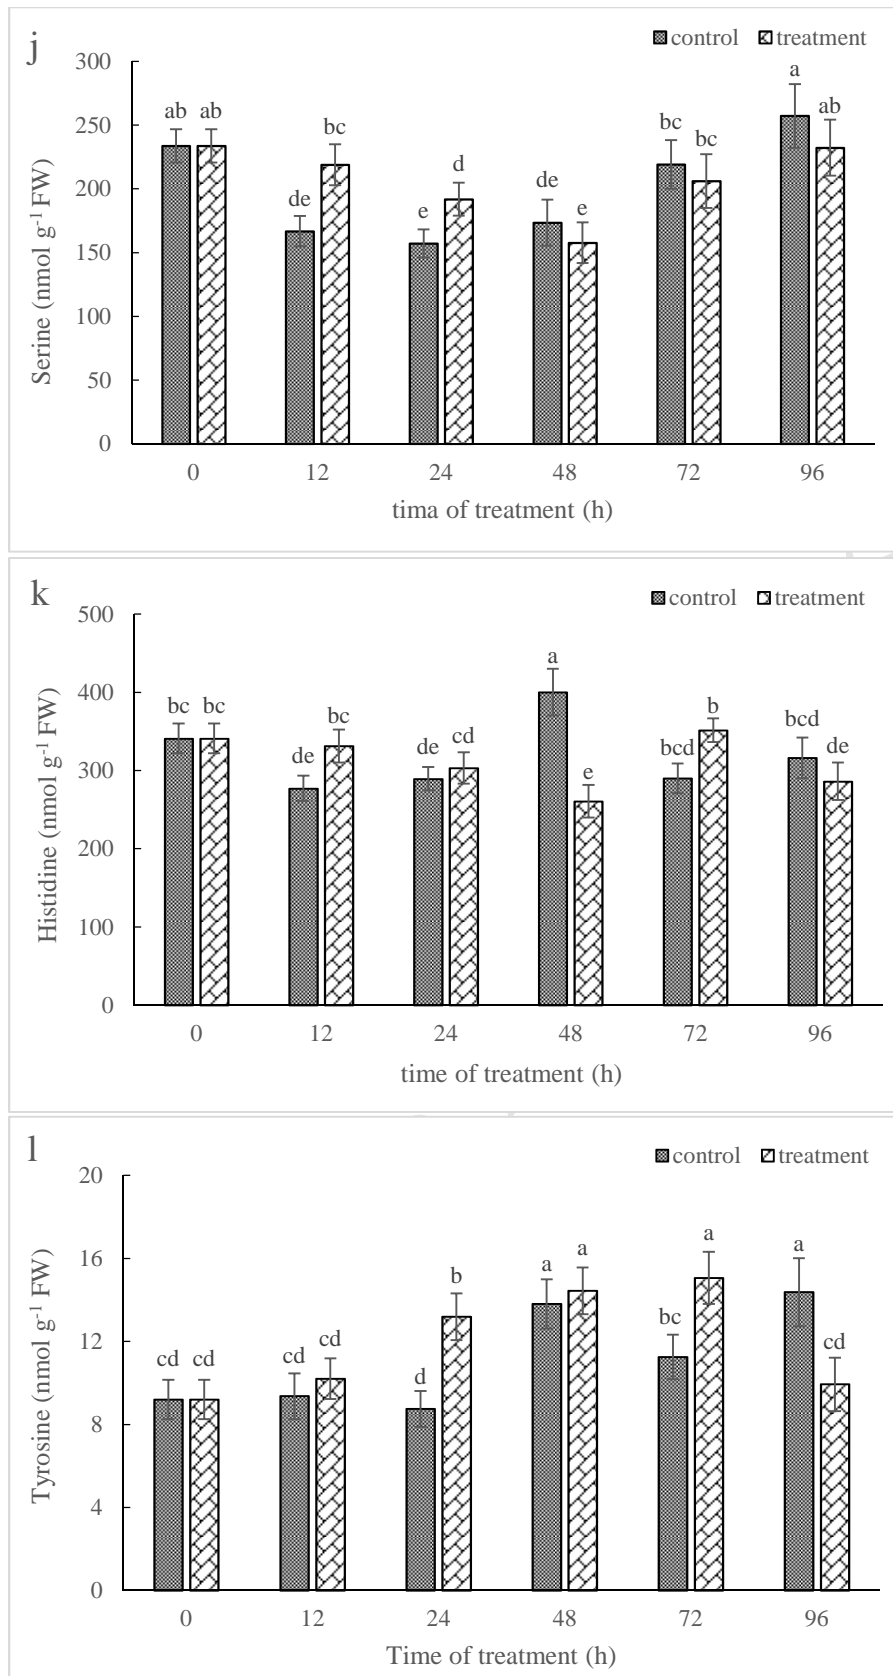 j
control treatment
300
250
200
150
100
50
0
Serine (nmol g-1 FW)
ab ab de bc e d de e bc bc a ab
0 12 24 48 72 96
tima of treatment (h)
k
control treatment
500
400
300
200
100
0
Histidine (nmol g-1 FW)
bc bc de bc de cd a e bcd b bcd de
0 12 24 48 72 96
time of treatment (h)
l
control treatment
20
16
12
8
4
0
Tyrosine (nmol g-1 FW)
cd cd cd cd d b a a bc a a cd
0 12 24 48 72 96
Time of treatment (h)